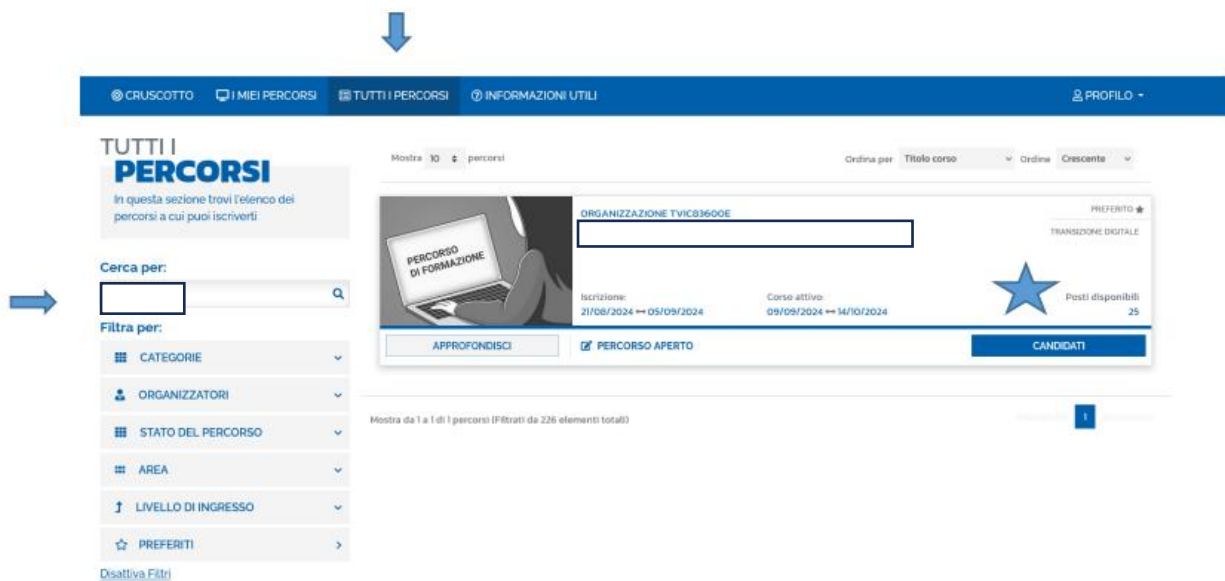 CRUSCOTTO I MIEI PERCORSI TUTTI I PERCORSI INFORMAZIONI UTILI PROFILO
TUTTI I
PERCORSI
In questa sezione trovi l'elenco dei
percorsi a cui puoi iscriverti
Cerca per:
Filtra per:
CATEGORIE
ORGANIZZATORI
STATO DEL PERCORSO
AREA
LIVELLO DI INGRESSO
PREFERITI
Disattiva Filtri
Mostra 10 percorsi
Ordina per Titolo corso Ordine Crescente
PERCORSO
DI FORMAZIONE
ORGANIZZAZIONE TVIC83600E
PREFERITO
TRANSIZIONE DIGITALE
Iscrizione:
21/08/2024 ↔ 05/09/2024
Corso attivo:
09/09/2024 ↔ 14/10/2024
Posti disponibili
25
APPROFONDISCI
PERCORSO APERTO
CANDIDATI
Mostra da 1 a 1 di 1 percorsi (Filtrati da 226 elementi totali)
1